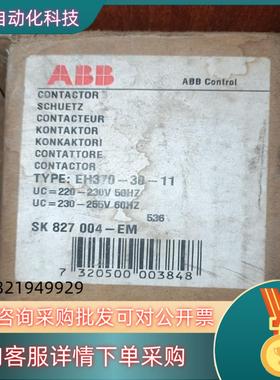 自动化科技
ABB
ABB Control
CONTACTOR
SCHUETZ
CONTACTEUR
KONTAKTOR
KONKAKTORI
CONTATTORE
CONTACTOR
TYPE: EH370-30-11
UC=220-230V 50HZ
UC=230-265V 60HZ
536
SK 827 004-EM
7 320500 003848
821949929
咨询采购批发可对公开票
客服详情下单采购